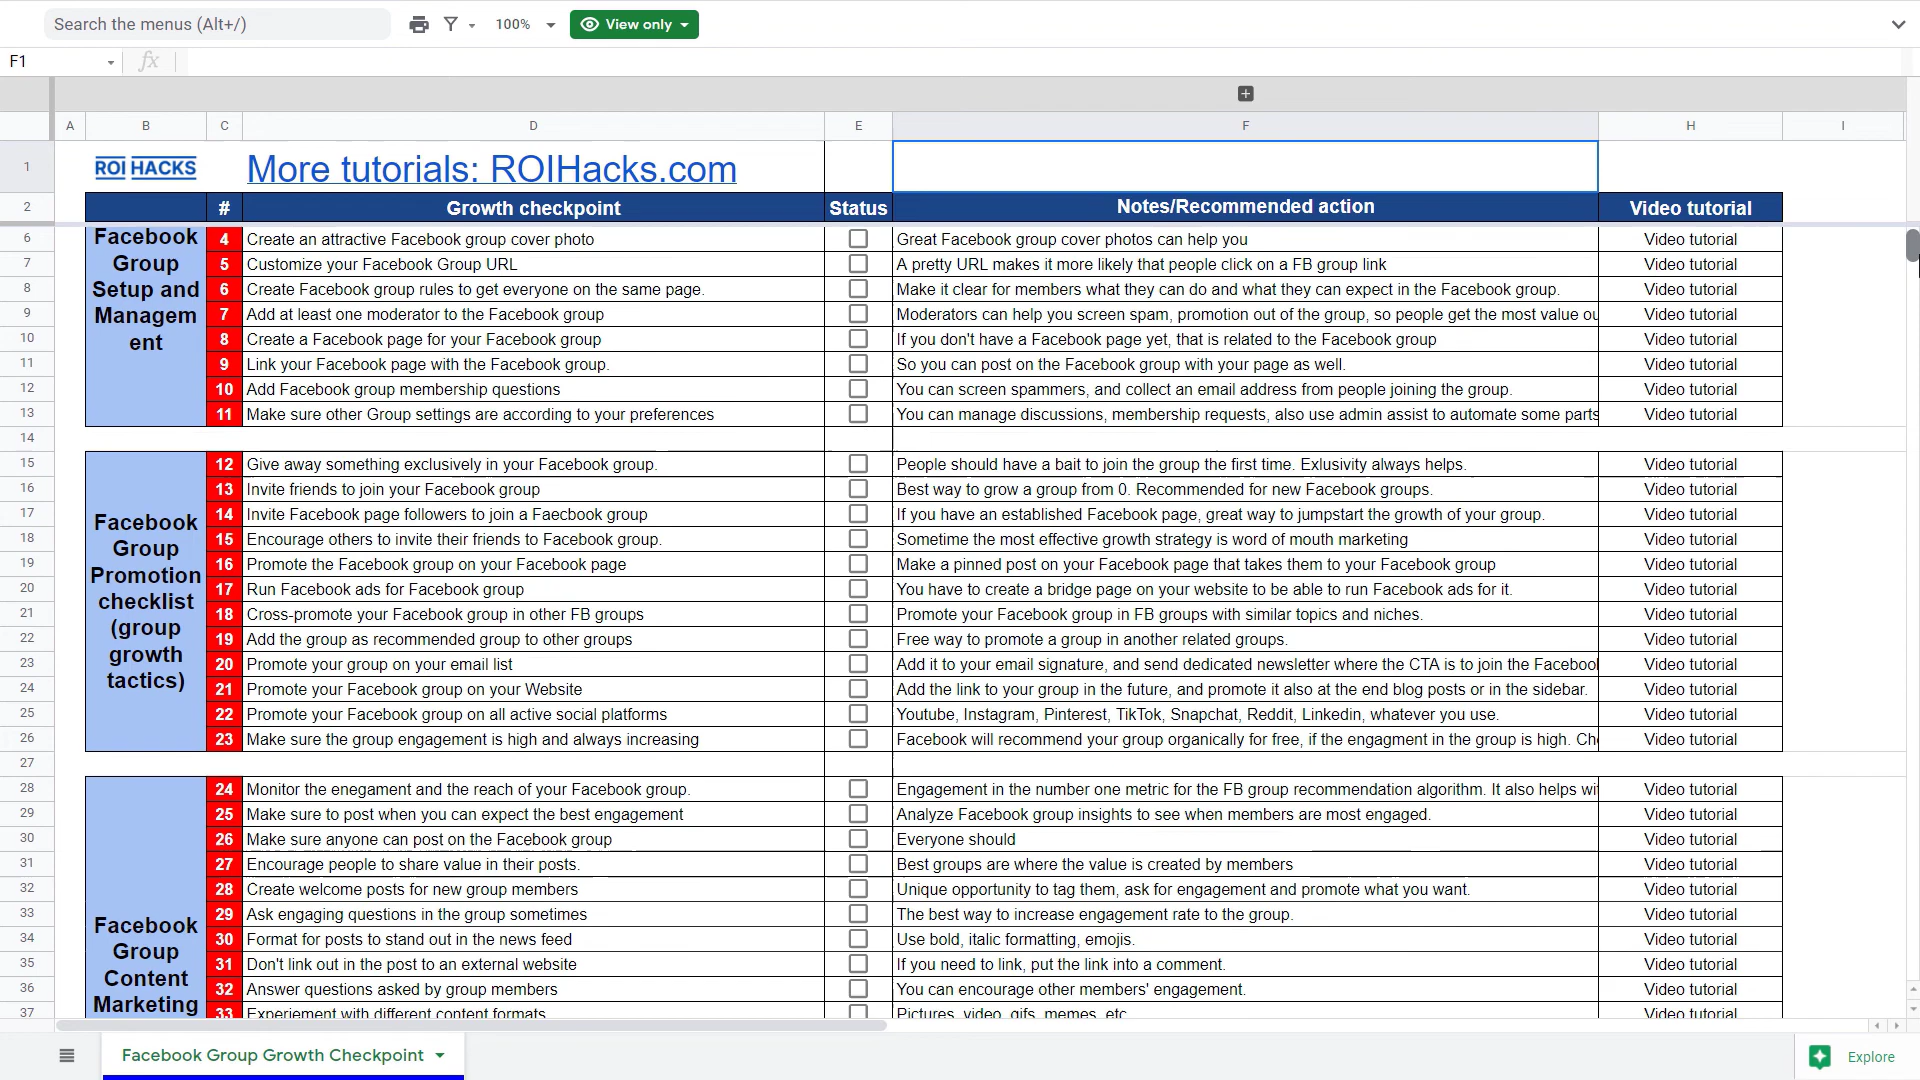 Search the menus (Alt+/) 100% View only
F1 fx
A B C D E F H I
1 ROI HACKS More tutorials: ROIHacks.com
2 # Growth checkpoint Status Notes/Recommended action Video tutorial
Facebook Group Setup and Managem ent
6 4 Create an attractive Facebook group cover photo Great Facebook group cover photos can help you Video tutorial
7 5 Customize your Facebook Group URL A pretty URL makes it more likely that people click on a FB group link Video tutorial
8 6 Create Facebook group rules to get everyone on the same page. Make it clear for members what they can do and what they can expect in the Facebook group. Video tutorial
9 7 Add at least one moderator to the Facebook group Moderators can help you screen spam, promotion out of the group, so people get the most value ou Video tutorial
10 8 Create a Facebook page for your Facebook group If you don't have a Facebook page yet, that is related to the Facebook group Video tutorial
11 9 Link your Facebook page with the Facebook group. So you can post on the Facebook group with your page as well. Video tutorial
12 10 Add Facebook group membership questions You can screen spammers, and collect an email address from people joining the group. Video tutorial
13 11 Make sure other Group settings are according to your preferences You can manage discussions, membership requests, also use admin assist to automate some parts Video tutorial
14
Facebook Group Promotion checklist (group growth tactics)
15 12 Give away something exclusively in your Facebook group. People should have a bait to join the group the first time. Exlusivity always helps. Video tutorial
16 13 Invite friends to join your Facebook group Best way to grow a group from 0. Recommended for new Facebook groups. Video tutorial
17 14 Invite Facebook page followers to join a Faecbook group If you have an established Facebook page, great way to jumpstart the growth of your group. Video tutorial
18 15 Encourage others to invite their friends to Facebook group. Sometime the most effective growth strategy is word of mouth marketing Video tutorial
19 16 Promote the Facebook group on your Facebook page Make a pinned post on your Facebook page that takes them to your Facebook group Video tutorial
20 17 Run Facebook ads for Facebook group You have to create a bridge page on your website to be able to run Facebook ads for it. Video tutorial
21 18 Cross-promote your Facebook group in other FB groups Promote your Facebook group in FB groups with similar topics and niches. Video tutorial
22 19 Add the group as recommended group to other groups Free way to promote a group in another related groups. Video tutorial
23 20 Promote your group on your email list Add it to your email signature, and send dedicated newsletter where the CTA is to join the Facebool Video tutorial
24 21 Promote your Facebook group on your Website Add the link to your group in the future, and promote it also at the end blog posts or in the sidebar. Video tutorial
25 22 Promote your Facebook group on all active social platforms Youtube, Instagram, Pinterest, TikTok, Snapchat, Reddit, Linkedin, whatever you use. Video tutorial
26 23 Make sure the group engagement is high and always increasing Facebook will recommend your group organically for free, if the engagment in the group is high. Che Video tutorial
27
Facebook Group Content Marketing
28 24 Monitor the enegament and the reach of your Facebook group. Engagement in the number one metric for the FB group recommendation algorithm. It also helps wi Video tutorial
29 25 Make sure to post when you can expect the best engagement Analyze Facebook group insights to see when members are most engaged. Video tutorial
30 26 Make sure anyone can post on the Facebook group Everyone should Video tutorial
31 27 Encourage people to share value in their posts. Best groups are where the value is created by members Video tutorial
32 28 Create welcome posts for new group members Unique opportunity to tag them, ask for engagement and promote what you want. Video tutorial
33 29 Ask engaging questions in the group sometimes The best way to increase engagement rate to the group. Video tutorial
34 30 Format for posts to stand out in the news feed Use bold, italic formatting, emojis. Video tutorial
35 31 Don't link out in the post to an external website If you need to link, put the link into a comment. Video tutorial
36 32 Answer questions asked by group members You can encourage other members' engagement. Video tutorial
37 33 Experiement with different content formats Pictures, video, gifs, memes, etc Video tutorial
Facebook Group Growth Checkpoint Explore